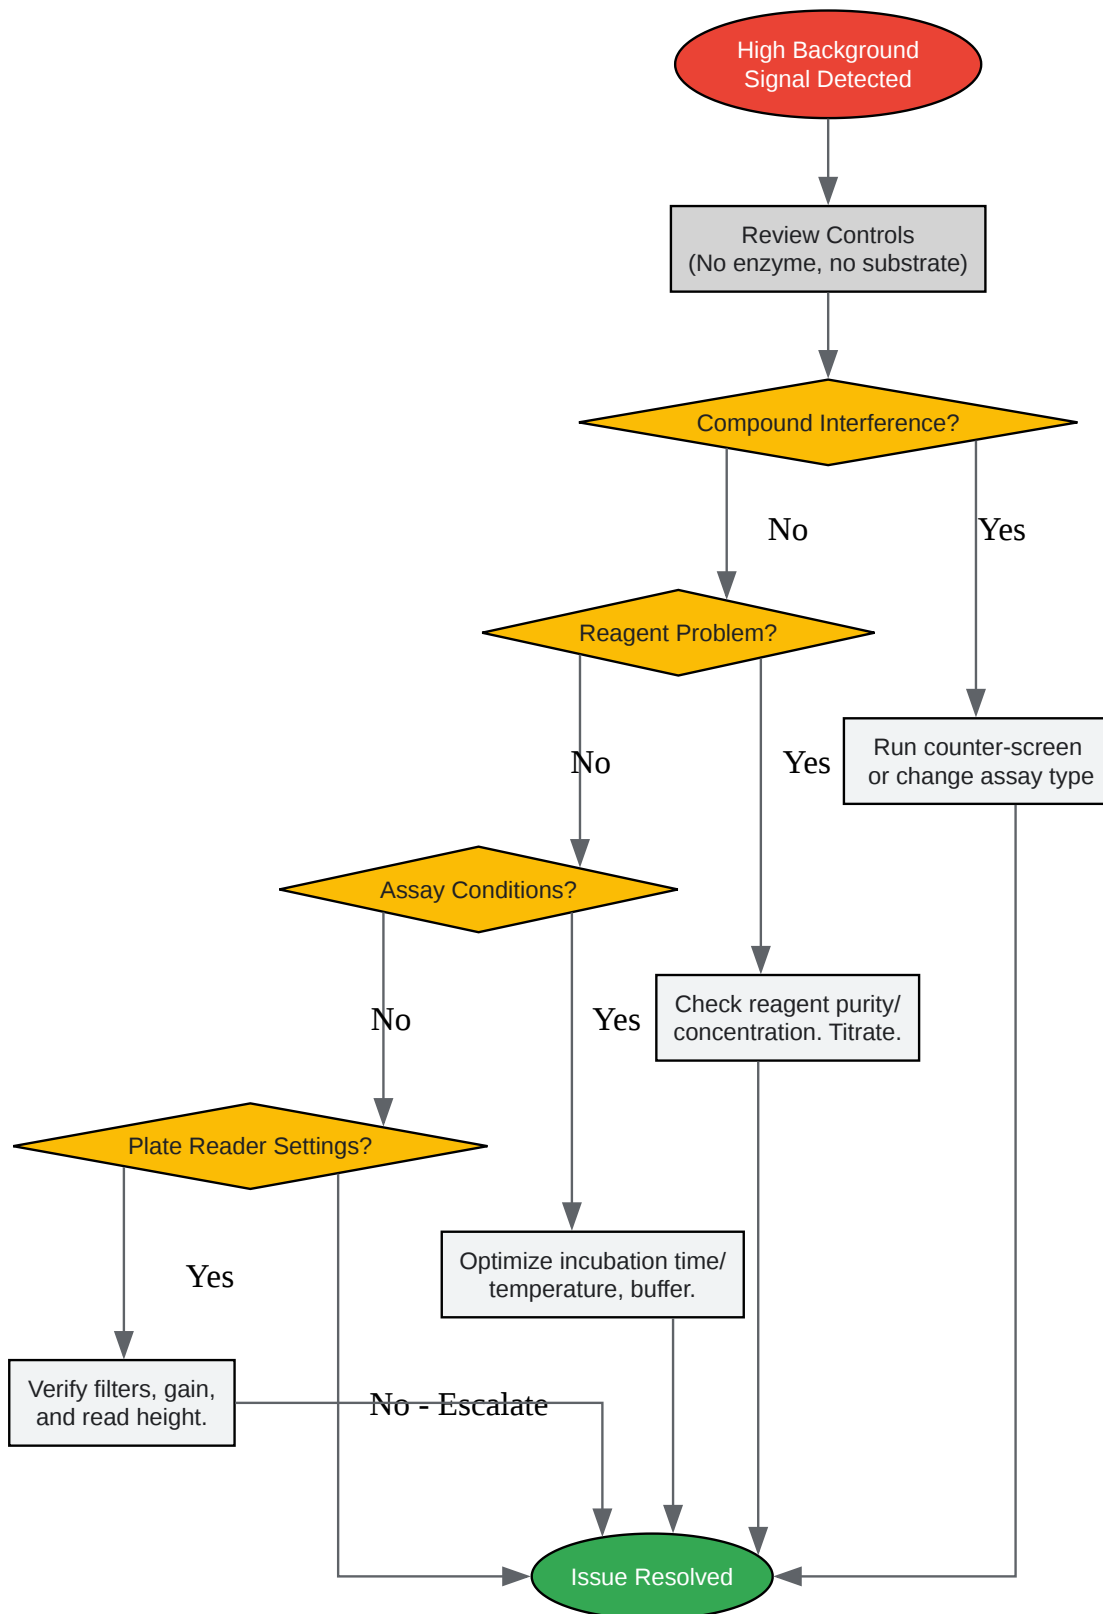 High Background
Signal Detected
Review Controls
(No enzyme, no substrate)
Compound Interference?
No
Yes
Reagent Problem?
Run counter-screen
or change assay type
No
Yes
Assay Conditions?
Check reagent purity/
concentration. Titrate.
No
Yes
Plate Reader Settings?
Optimize incubation time/
temperature, buffer.
Yes
Verify filters, gain,
and read height.
No - Escalate
Issue Resolved